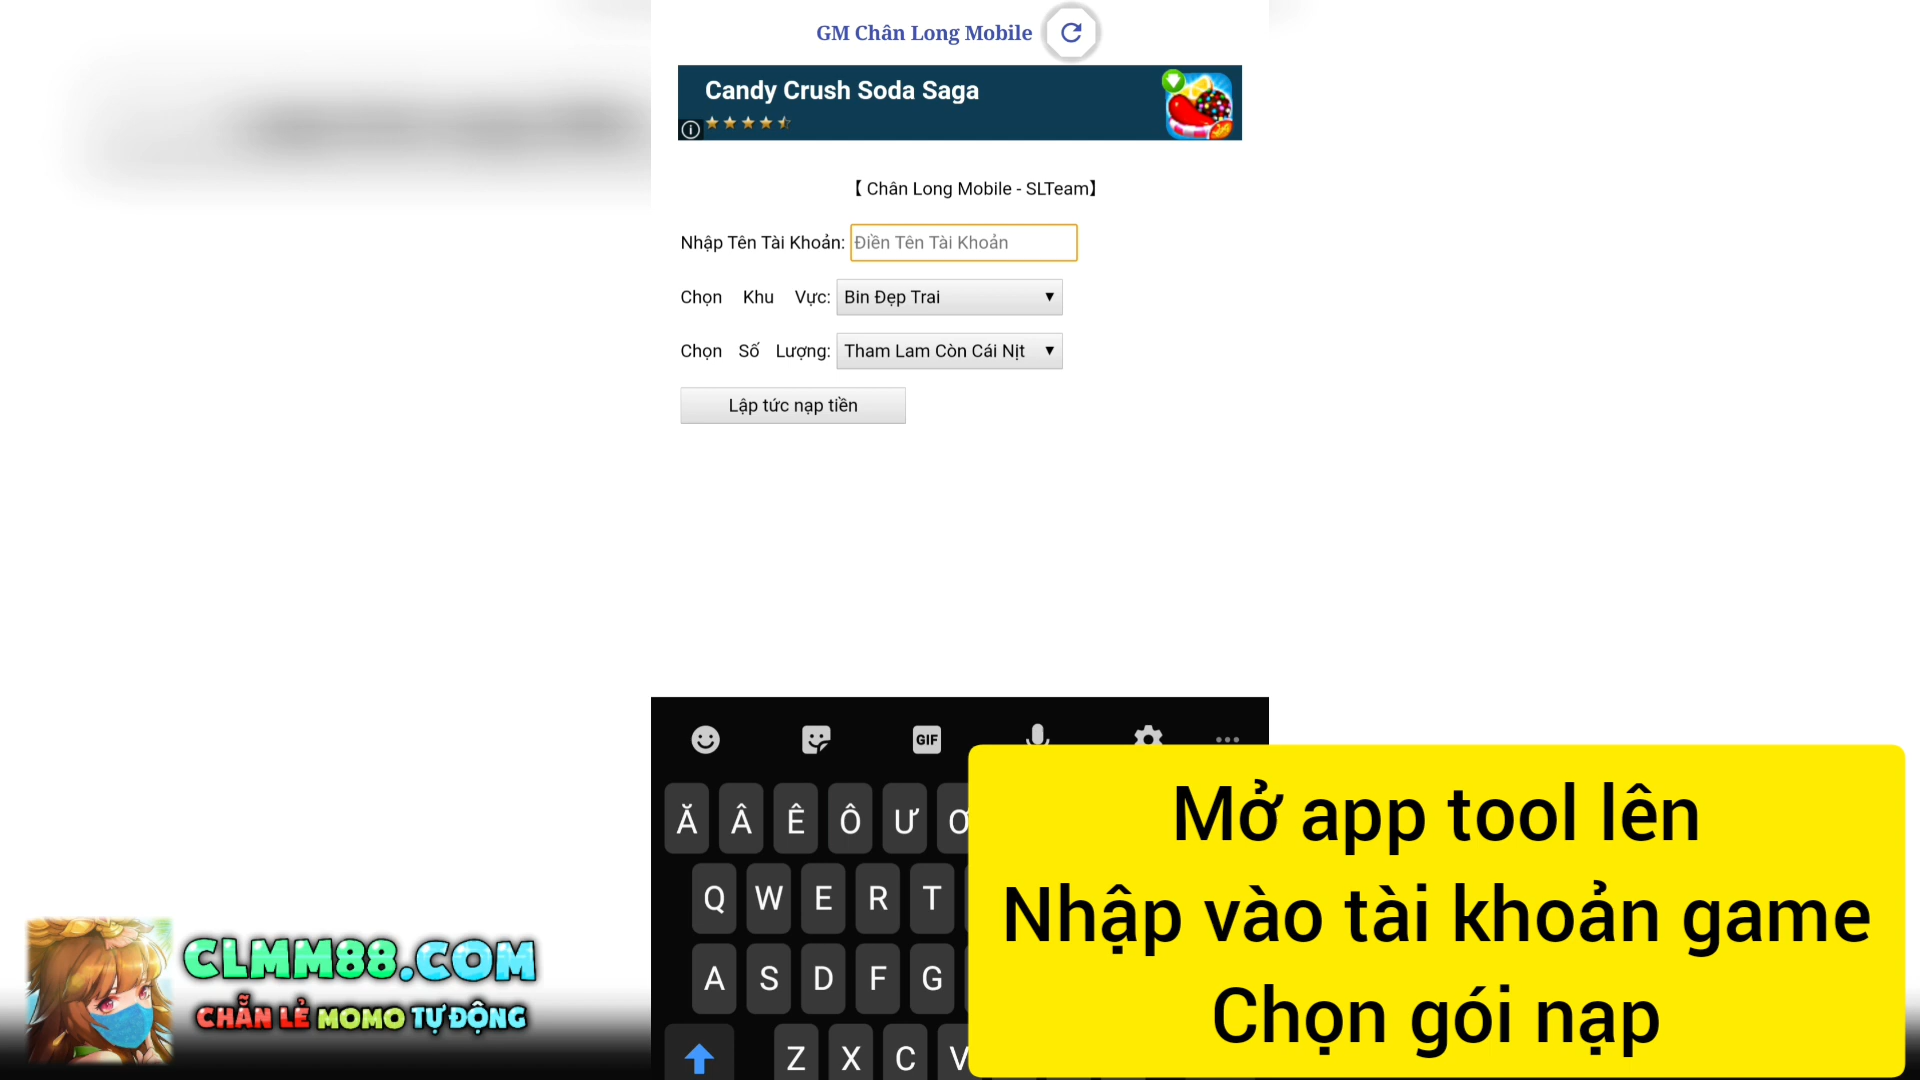 GM Chân Long Mobile
Candy Crush Soda Saga
【 Chân Long Mobile - SLTeam】
Nhập Tên Tài Khoản: Điền Tên Tài Khoản
Chọn Khu Vực: Bin Đẹp Trai ▼
Chọn Số Lượng: Tham Lam Còn Cái Nịt ▼
Lập tức nạp tiền
GIF
Ă Â Ê Ô Ư Ơ
Q W E R T
A S D F G
Z X C V
Mở app tool lên
Nhập vào tài khoản game
Chọn gói nạp
CLMM88.COM
CHẴN LẺ MOMO TỰ ĐỘNG